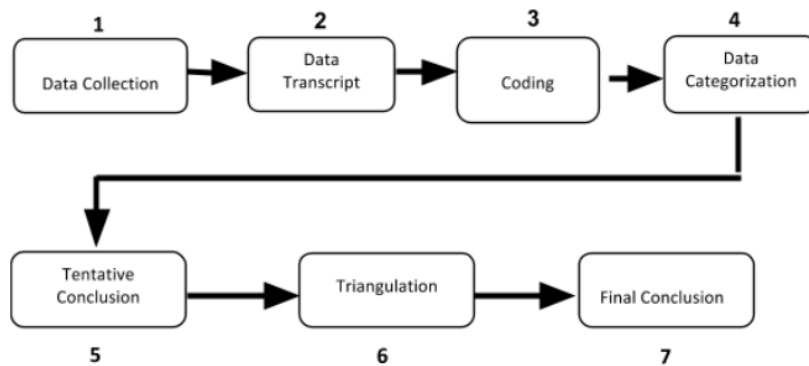 1
2
3
4
Data Collection
Data
Transcript
Coding
Data
Categorization
Tentative
Conclusion
Triangulation
Final Conclusion
5
6
7